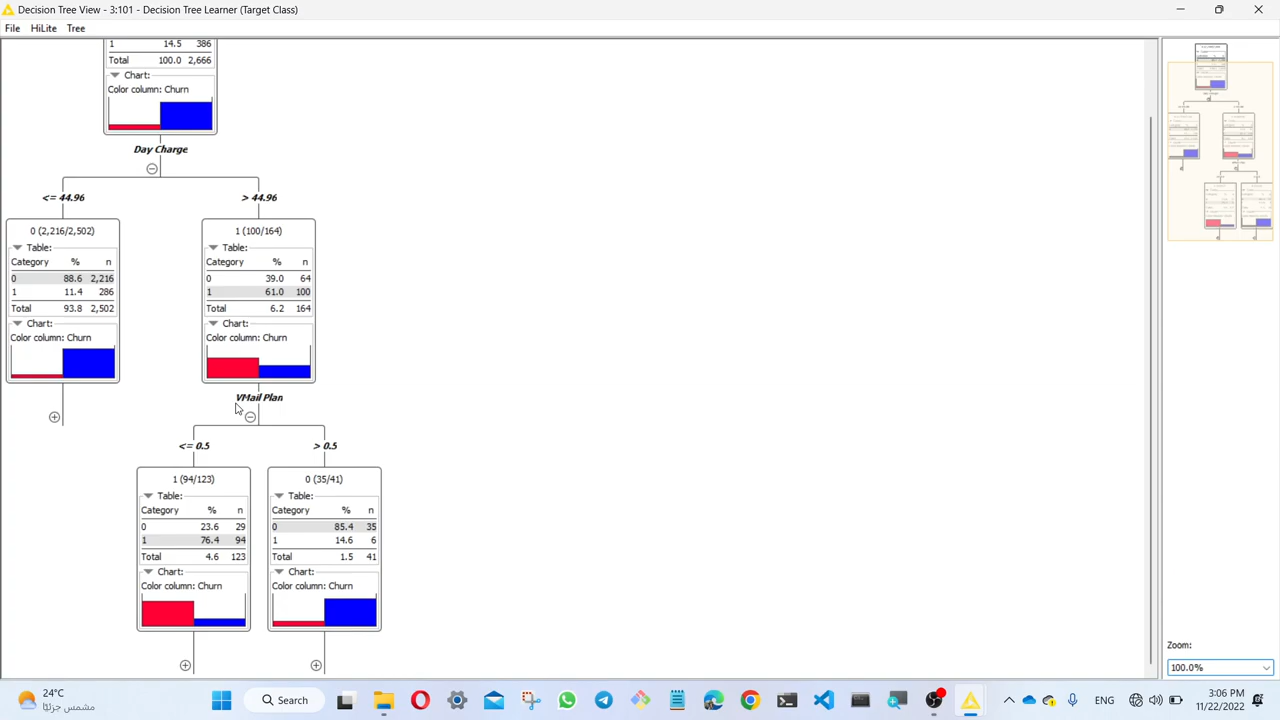 Decision Tree View - 3:101 - Decision Tree Learner (Target Class)
File HiLite Tree
1 14.5 386
Total 100.0 2,666
Chart:
Color column: Churn
Day Charge
<= 44.96
> 44.96
0 (2,216/2,502)
Table:
Category % n
0 88.6 2,216
1 11.4 286
Total 93.8 2,502
Chart:
Color column: Churn
1 (100/164)
Table:
Category % n
0 39.0 64
1 61.0 100
Total 6.2 164
Chart:
Color column: Churn
VMail Plan
<= 0.5
> 0.5
1 (94/123)
Table:
Category % n
0 23.6 29
1 76.4 94
Total 4.6 123
Chart:
Color column: Churn
0 (35/41)
Table:
Category % n
0 85.4 35
1 14.6 6
Total 1.5 41
Chart:
Color column: Churn
Zoom:
100.0%
24°C
مشمس جزئيًا
Search
ENG
3:06 PM
11/22/2022